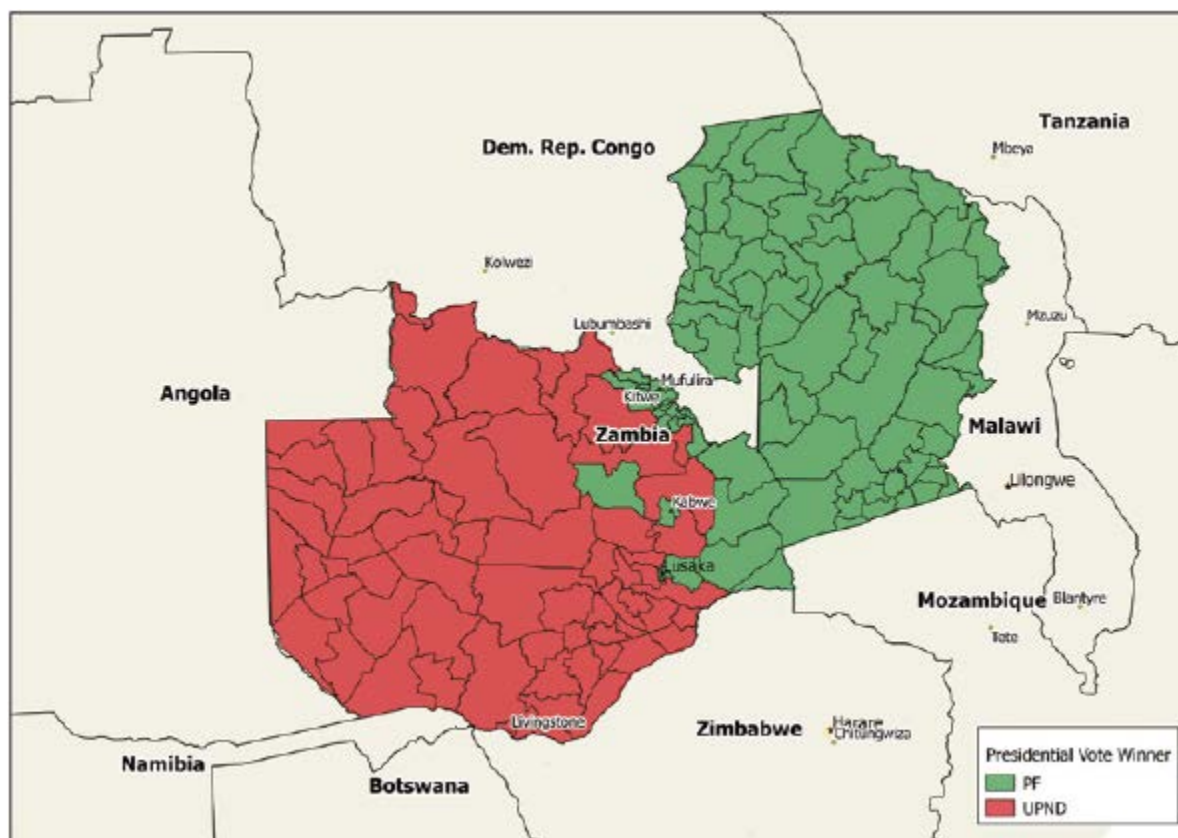 Tanzania
Mbeya
Dem. Rep. Congo
Kolwezi
Mzuzu
Lubumbashi
Mufulira
Angola
Kitwe
Zambia
Malawi
Lilongwe
Kabwe
Lusaka
Mozambique
Blantyre
Tete
Livingstone
Zimbabwe
Harare
Chitungwiza
Namibia
Botswana
Presidential Vote Winner
PF
UPND